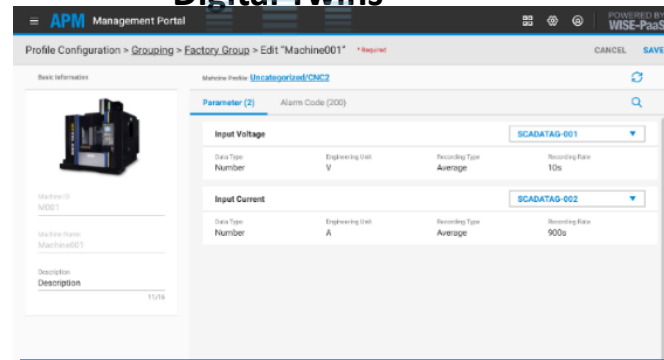 Digital Twins
APM Management Portal
POWERED BY
WISE-PaaS
Profile Configuration > Grouping > Factory Group > Edit "Machine001" *Required
CANCEL SAVE
Basic Information
Mahcine Profile: Uncategorized/CNC2
Parameter (2) Alarm Code (200)
Input Voltage SCADATAG-001
Data Type Engineering Unit Recording Type Recording Rate
Number V Average 10s
Machine ID
M001
Input Current SCADATAG-002
Data Type Engineering Unit Recording Type Recording Rate
Number A Average 900s
Machine Name
Machine001
Description
Description
11/16